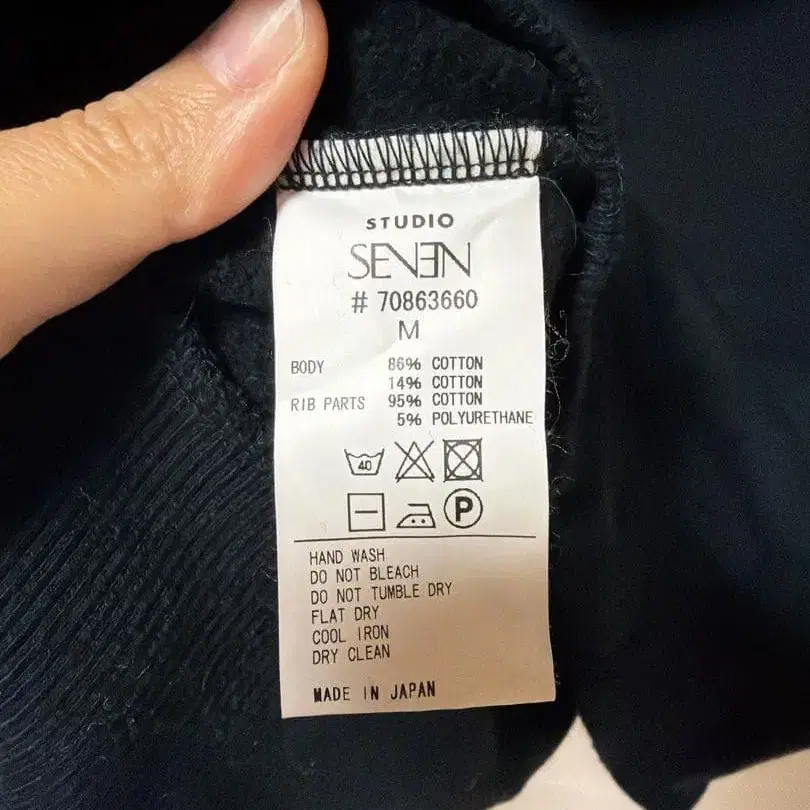 STUDIO
SEVEN
# 70863660
M
BODY 86% COTTON
14% COTTON
RIB PARTS 95% COTTON
5% POLYURETHANE
40
P
HAND WASH
DO NOT BLEACH
DO NOT TUMBLE DRY
FLAT DRY
COOL IRON
DRY CLEAN
MADE IN JAPAN